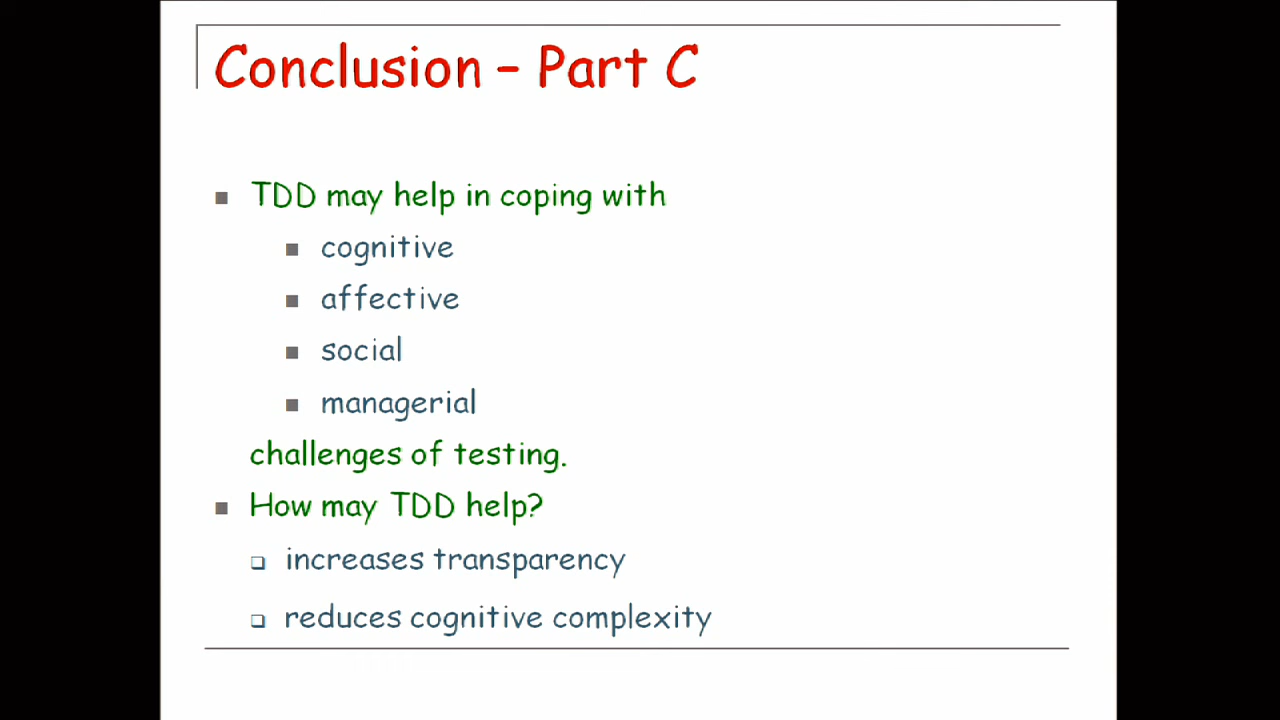 Conclusion – Part C
TDD may help in coping with
cognitive
affective
social
managerial
challenges of testing.
How may TDD help?
increases transparency
reduces cognitive complexity